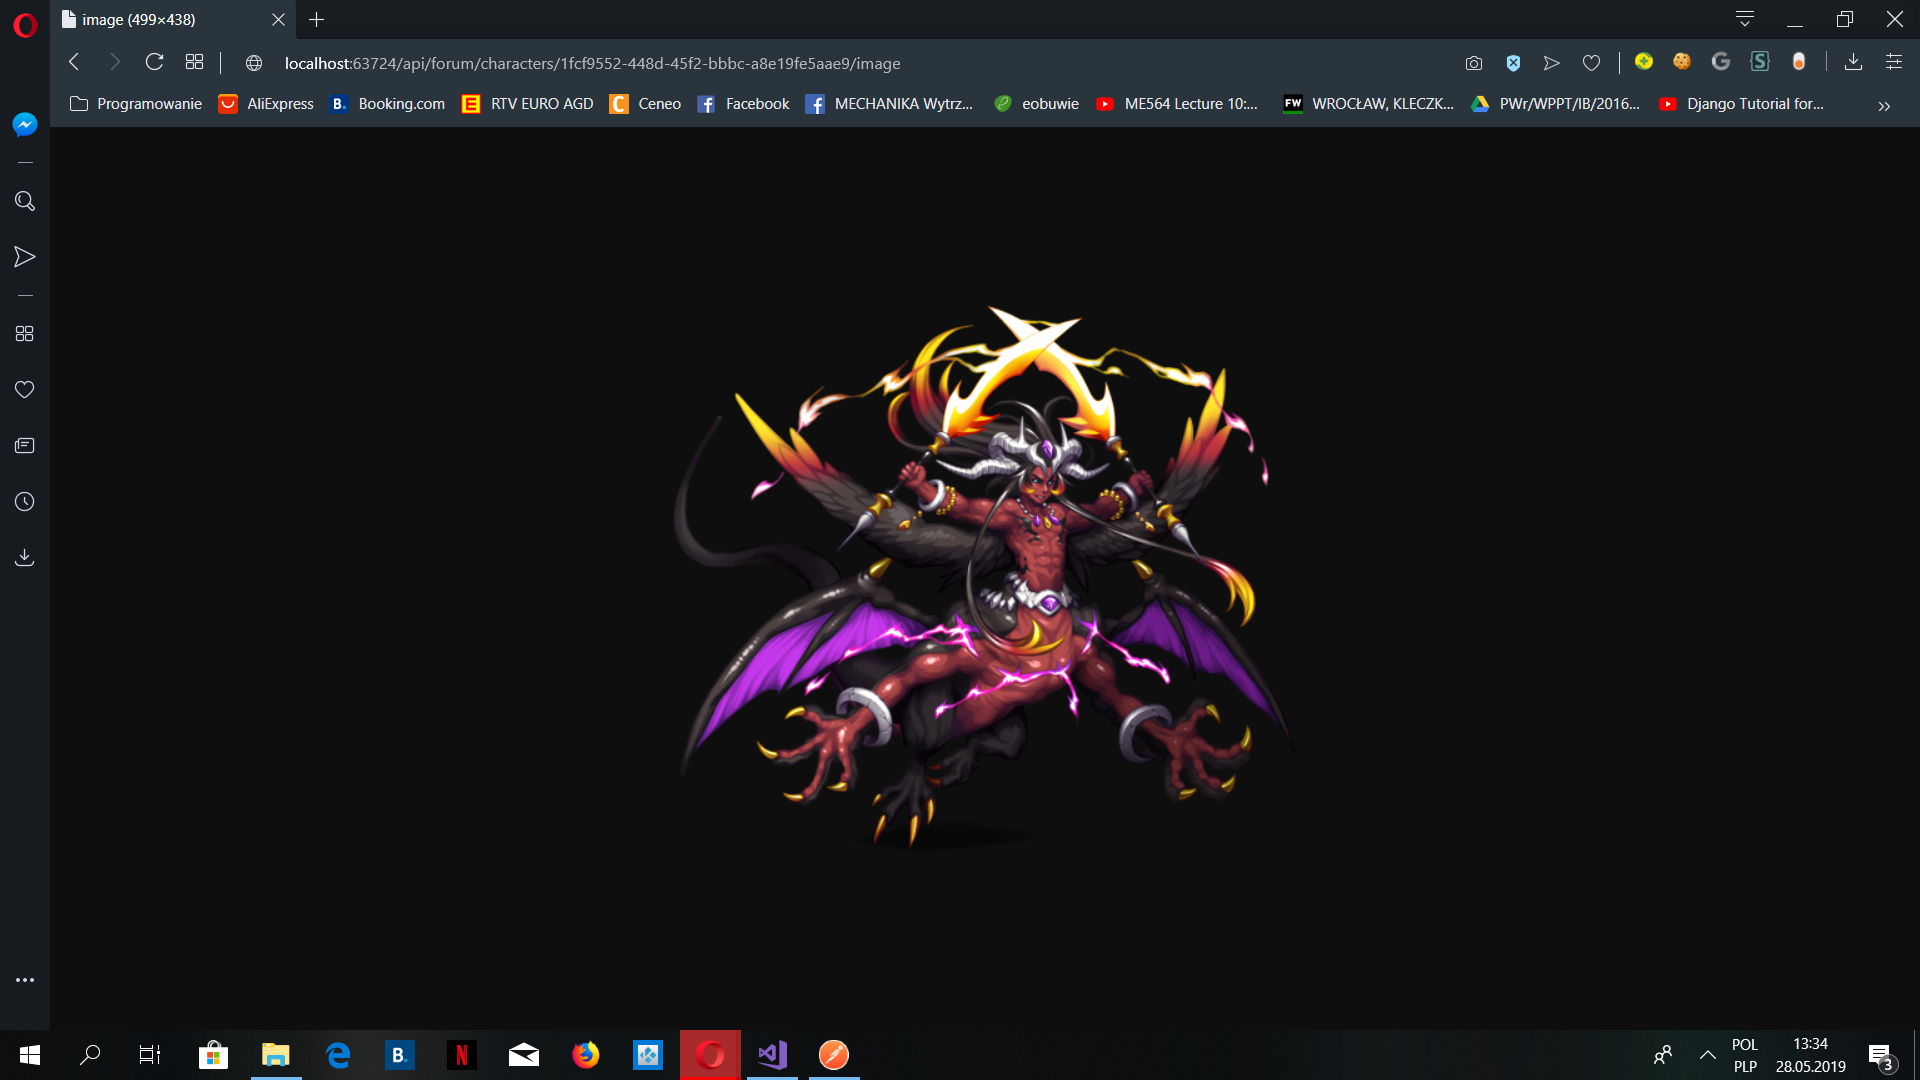 image (499×438)
localhost:63724/api/forum/characters/1fcf9552-448d-45f2-bbbc-a8e19fe5aae9/image
Programowanie AliExpress B. Booking.com E RTV EURO AGD C Ceneo Facebook MECHANIKA Wytrz... eobuwie ME564 Lecture 10:... FW WROCŁAW, KLECZK... PWr/WPPT/IB/2016... Django Tutorial for...
B. N POL 13:34
PLP 28.05.2019 3